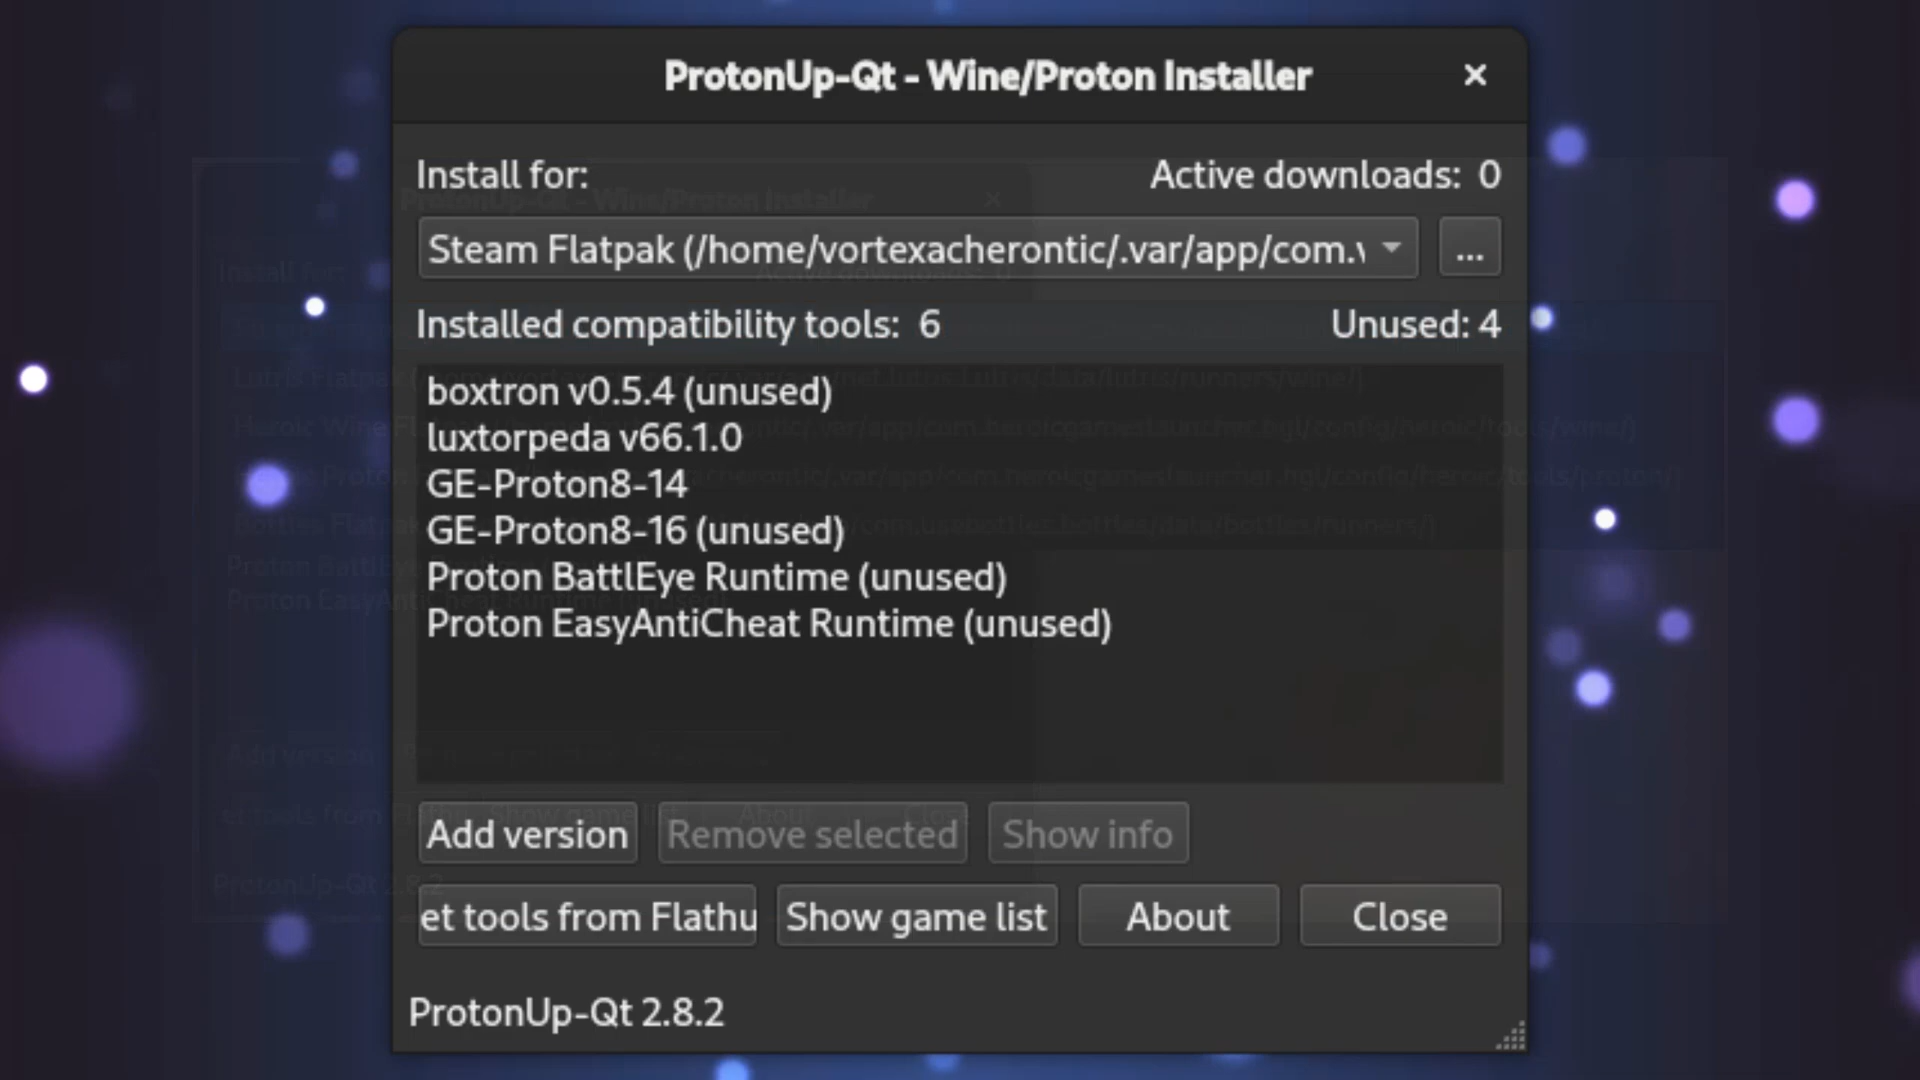 ProtonUp-Qt - Wine/Proton Installer
Install for:
Active downloads: 0
Steam Flatpak (/home/vortexacherontic/.var/app/com.v
...
Installed compatibility tools: 6
Unused: 4
boxtron v0.5.4 (unused)
luxtorpeda v66.1.0
GE-Proton8-14
GE-Proton8-16 (unused)
Proton BattlEye Runtime (unused)
Proton EasyAntiCheat Runtime (unused)
Add version
Remove selected
Show info
et tools from Flathu
Show game list
About
Close
ProtonUp-Qt 2.8.2